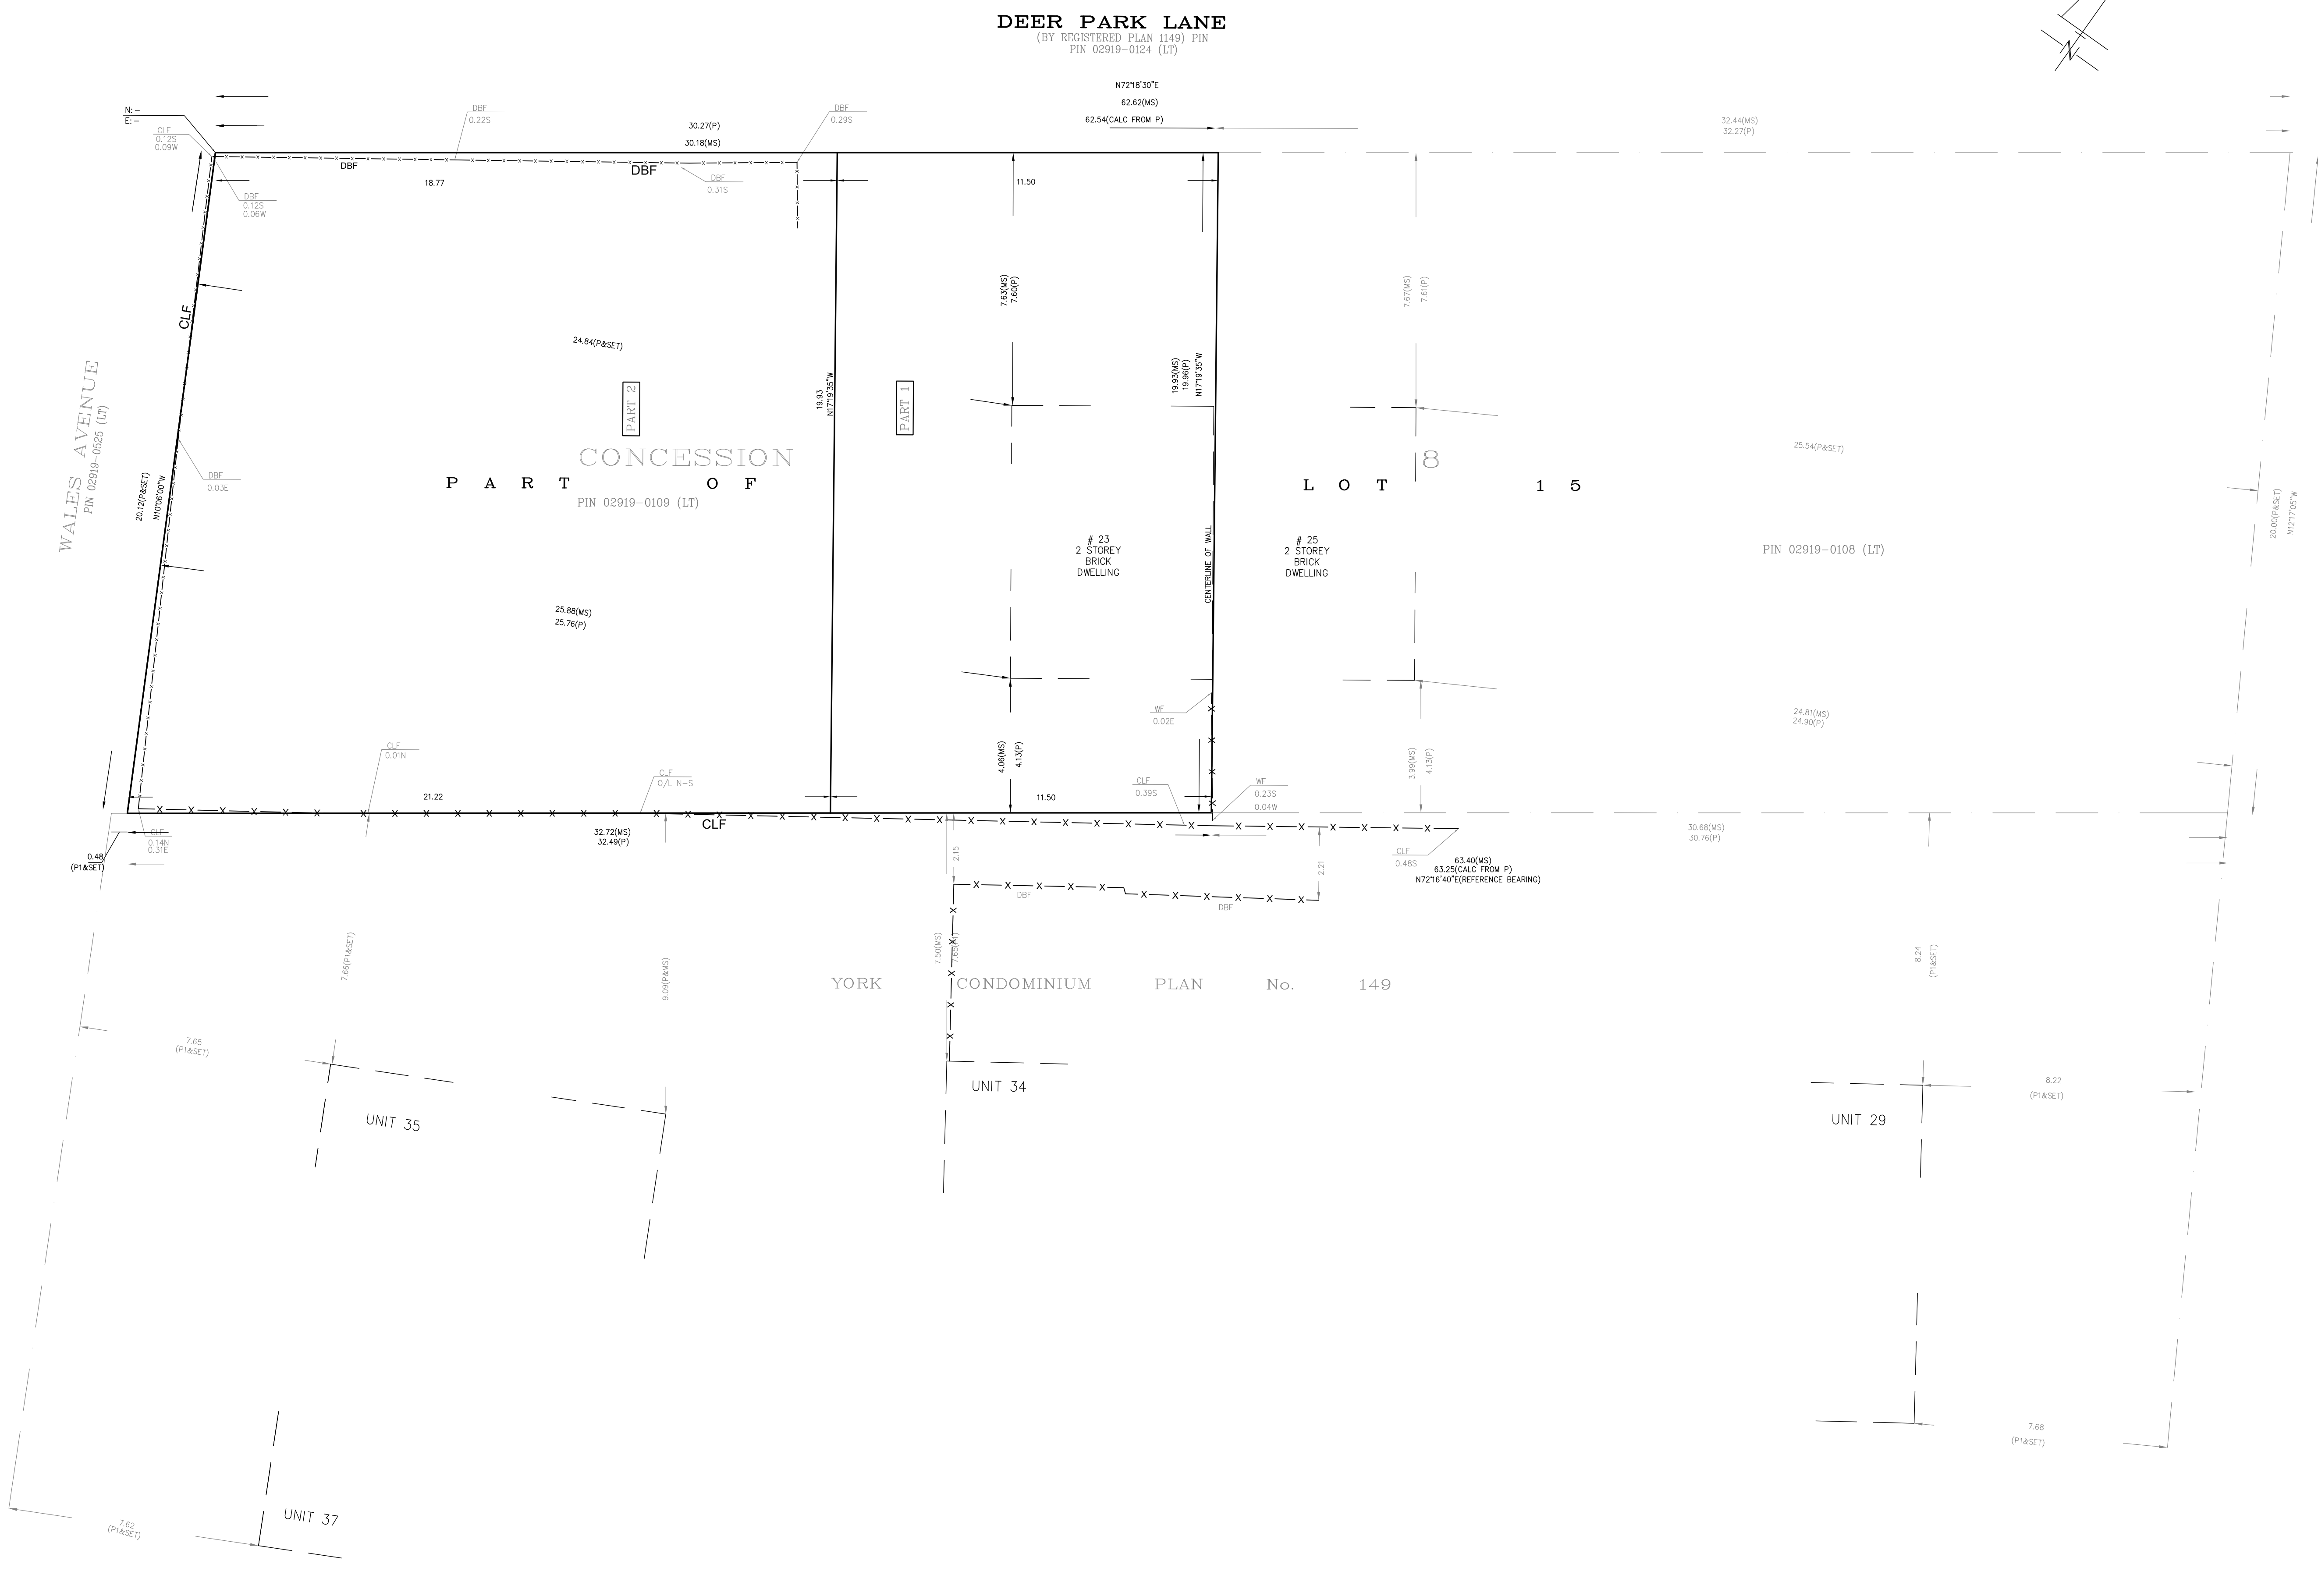 DEER PARK LANE
(BY REGISTERED PLAN 1149) PIN
PIN 02919-0124 (LT)
N
N72°18'30"E
62.62(MS)
62.54(CALC FROM P)
N: -
E: -
CLF
0.12S
0.09W
DBF
0.22S
30.27(P)
30.18(MS)
DBF
0.29S
32.44(MS)
32.27(P)
DBF
DBF
DBF
0.31S
18.77
11.50
DBF
0.12S
0.06W
CLF
7.63(MS)
7.60(P)
7.67(MS)
7.61(P)
24.84(P&SET)
19.93
N17°19'35"W
19.93(MS)
19.96(P)
N17°19'35"W
PART 2
PART 1
WALES AVENUE
PIN 02919-0525 (LT)
CONCESSION
8
25.54(P&SET)
PART OF
LOT 15
PIN 02919-0109 (LT)
DBF
0.03E
20.12(P&SET)
N10°06'00"W
20.00(P&SET)
N12°17'05"W
# 23
2 STOREY
BRICK
DWELLING
CENTERLINE OF WALL
# 25
2 STOREY
BRICK
DWELLING
PIN 02919-0108 (LT)
25.88(MS)
25.76(P)
WF
0.02E
24.81(MS)
24.90(P)
CLF
0.01N
CLF
O/L N-S
4.06(MS)
4.13(P)
CLF
0.39S
WF
0.23S
0.04W
3.99(MS)
4.13(P)
21.22
11.50
CLF
0.14N
0.31E
0.48
(P1&SET)
32.72(MS)
32.49(P)
CLF
30.68(MS)
30.76(P)
2.15
2.21
CLF
0.48S
63.40(MS)
63.25(CALC FROM P)
N72°16'40"E(REFERENCE BEARING)
DBF
DBF
7.66(P1&SET)
9.09(P&MS)
7.50(MS)
8.24
(P1&SET)
YORK CONDOMINIUM PLAN No. 149
7.65
(P1&SET)
UNIT 34
UNIT 35
8.22
(P1&SET)
UNIT 29
7.68
(P1&SET)
UNIT 37
7.62
(P1&SET)